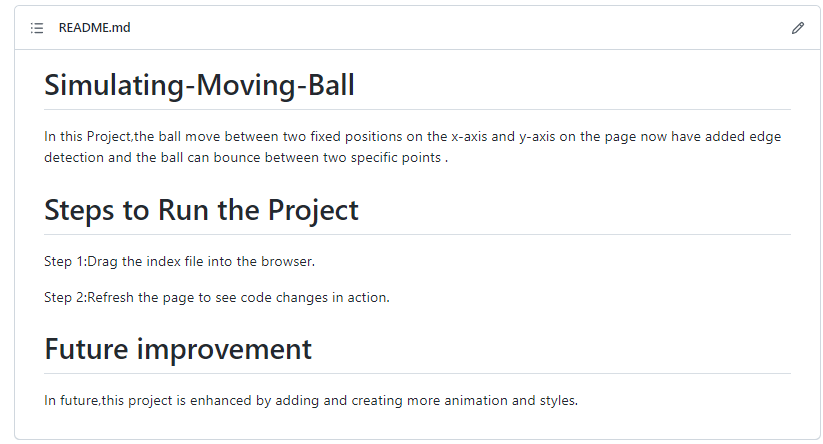 README.md
Simulating-Moving-Ball
In this Project,the ball move between two fixed positions on the x-axis and y-axis on the page now have added edge
detection and the ball can bounce between two specific points .
Steps to Run the Project
Step 1:Drag the index file into the browser.
Step 2:Refresh the page to see code changes in action.
Future improvement
In future,this project is enhanced by adding and creating more animation and styles.